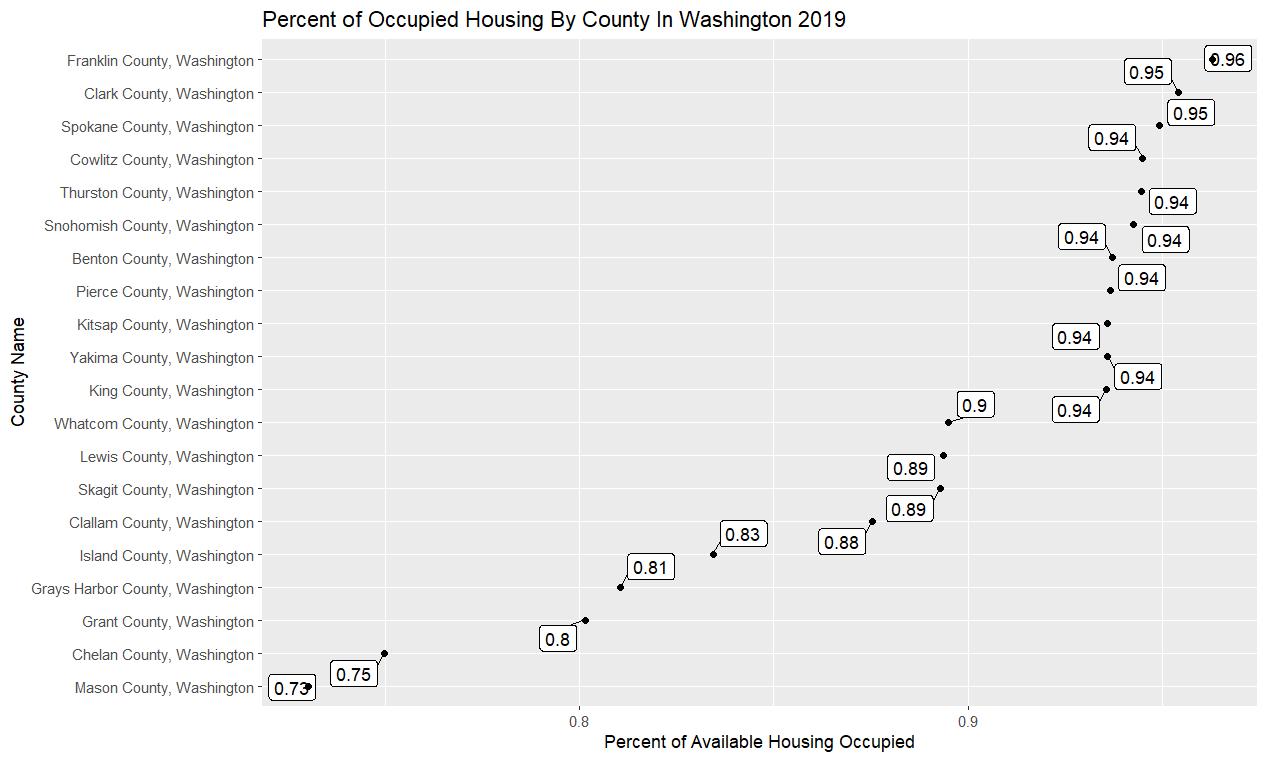 Percent of Occupied Housing By County In Washington 2019
Franklin County, Washington
0.96
0.95
Clark County, Washington
0.95
Spokane County, Washington
0.94
Cowlitz County, Washington
Thurston County, Washington
0.94
Snohomish County, Washington
0.94
0.94
Benton County, Washington
0.94
Pierce County, Washington
Kitsap County, Washington
0.94
Yakima County, Washington
0.94
King County, Washington
0.94
0.9
Whatcom County, Washington
Lewis County, Washington
0.89
Skagit County, Washington
0.89
Clallam County, Washington
0.88
0.83
Island County, Washington
0.81
Grays Harbor County, Washington
Grant County, Washington
0.8
Chelan County, Washington
0.75
Mason County, Washington
0.73
County Name
0.8
0.9
Percent of Available Housing Occupied